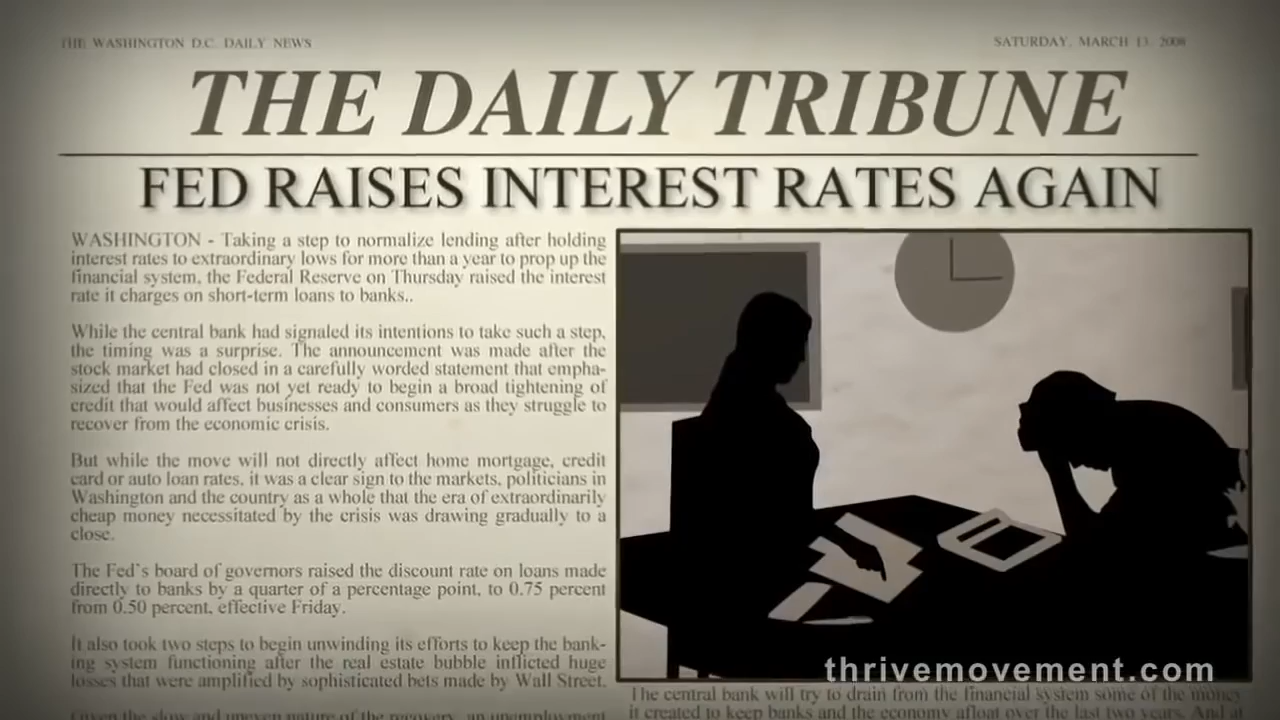 THE WASHINGTON D.C. DAILY NEWS
SATURDAY, MARCH 13, 2008
THE DAILY TRIBUNE
FED RAISES INTEREST RATES AGAIN
WASHINGTON - Taking a step to normalize lending after holding
interest rates to extraordinary lows for more than a year to prop up the
financial system, the Federal Reserve on Thursday raised the interest
rate it charges on short-term loans to banks..
While the central bank had signaled its intentions to take such a step,
the timing was a surprise. The announcement was made after the
stock market had closed in a carefully worded statement that empha-
sized that the Fed was not yet ready to begin a broad tightening of
credit that would affect businesses and consumers as they struggle to
recover from the economic crisis.
But while the move will not directly affect home mortgage, credit
card or auto loan rates, it was a clear sign to the markets, politicians in
Washington and the country as a whole that the era of extraordinarily
cheap money necessitated by the crisis was drawing gradually to a
close.
The Fed's board of governors raised the discount rate on loans made
directly to banks by a quarter of a percentage point, to 0.75 percent
from 0.50 percent, effective Friday.
It also took two steps to begin unwinding its efforts to keep the bank-
ing system functioning after the real estate bubble inflicted huge
losses that were amplified by sophisticated bets made by Wall Street.
Given the slow and uneven nature of the recovery, an unemployment
thrivemovement.com
The central bank will try to drain from the financial system some of the money
it created to keep banks and the economy afloat over the last two years. And at